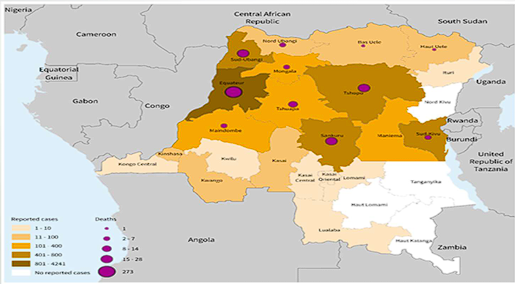 Nigeria
Central African
Republic
South Sudan
Cameroon
Nord Ubangi
Bas Uele
Haut Uele
Sud Ubangi
Equatorial
Guinea
Mongala
Ituri
Uganda
Equateur
Gabon
Congo
Tshopo
Tshuapa
Nord Kivu
Rwanda
Maindombe
Sankuru
Maniema
Sud Kivu
Burundi
Kinshasa
Kongo Central
Kwilu
Kasai
United
Republic of
Tanzania
Kwango
Kasai
Central
Kasai
Oriental
Lomami
Tanganyika
Haut Lomami
Angola
Lualaba
Haut Katanga
Zambia
Reported cases
1 - 10
11 - 100
101 - 400
401 - 800
801 - 4241
No reported cases
Deaths
1
2 - 7
8 - 14
15 - 28
273